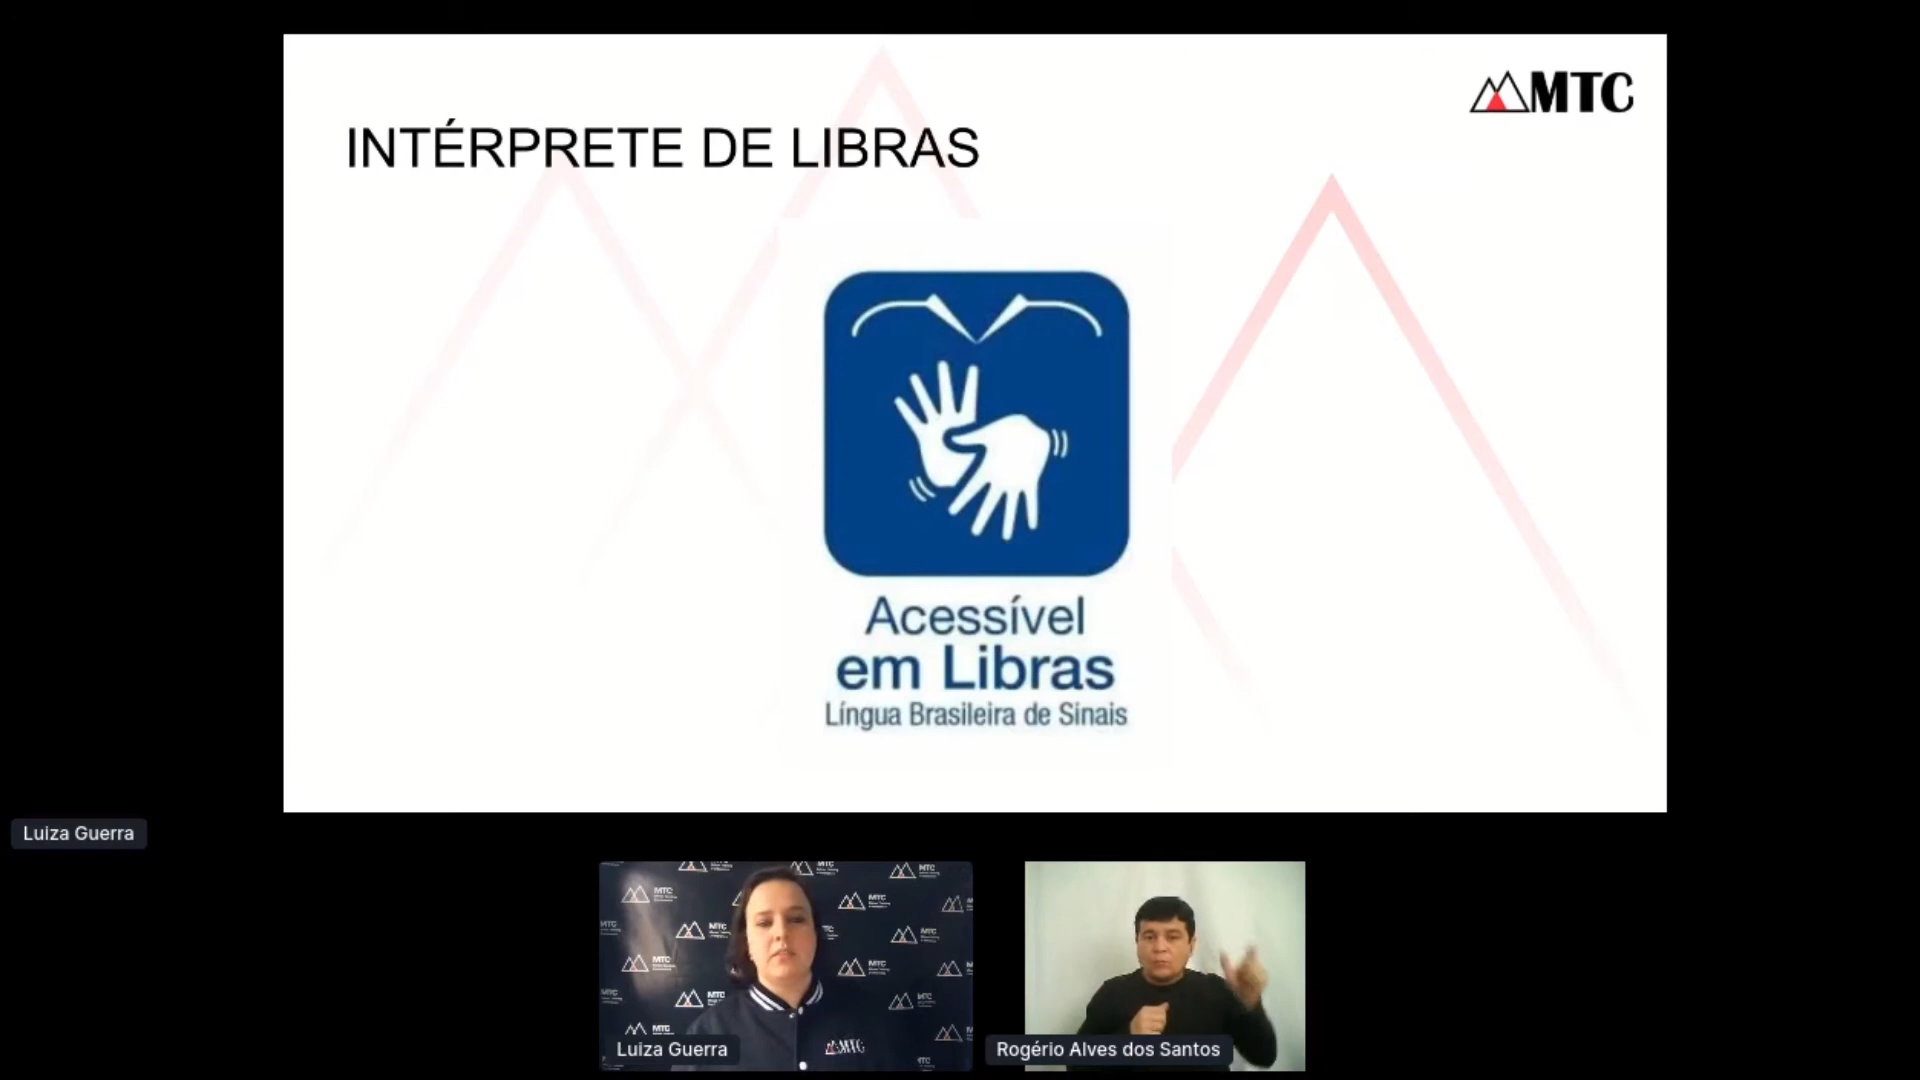 MTC
INTÉRPRETE DE LIBRAS
Acessível
em Libras
Língua Brasileira de Sinais
Luiza Guerra
Luiza Guerra
MTC
Rogério Alves dos Santos